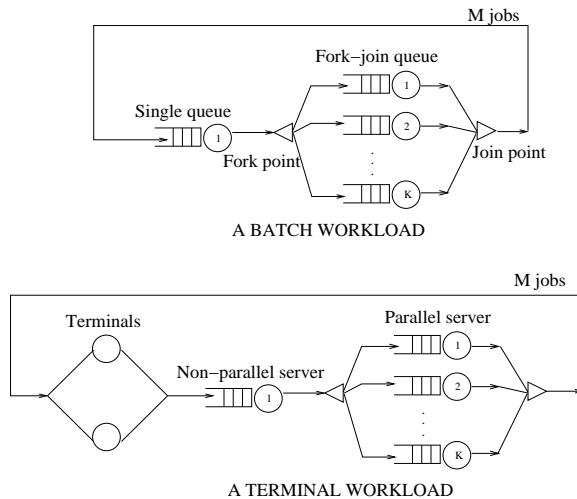 M jobs
Fork-join queue
1
Single queue
1
2
Fork point
Join point
. . . .
K
A BATCH WORKLOAD
M jobs
Terminals
Parallel server
1
Non-parallel server
1
2
. . . .
K
A TERMINAL WORKLOAD